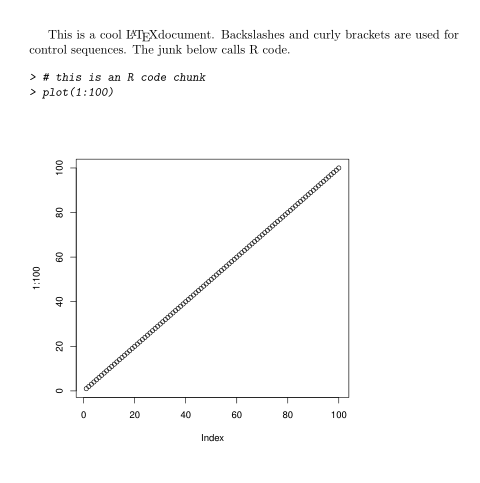 This is a cool LATEXdocument. Backslashes and curly brackets are used for
control sequences. The junk below calls R code.
> # this is an R code chunk
> plot(1:100)
1:100
100
80
60
40
20
0
0 20 40 60 80 100
Index